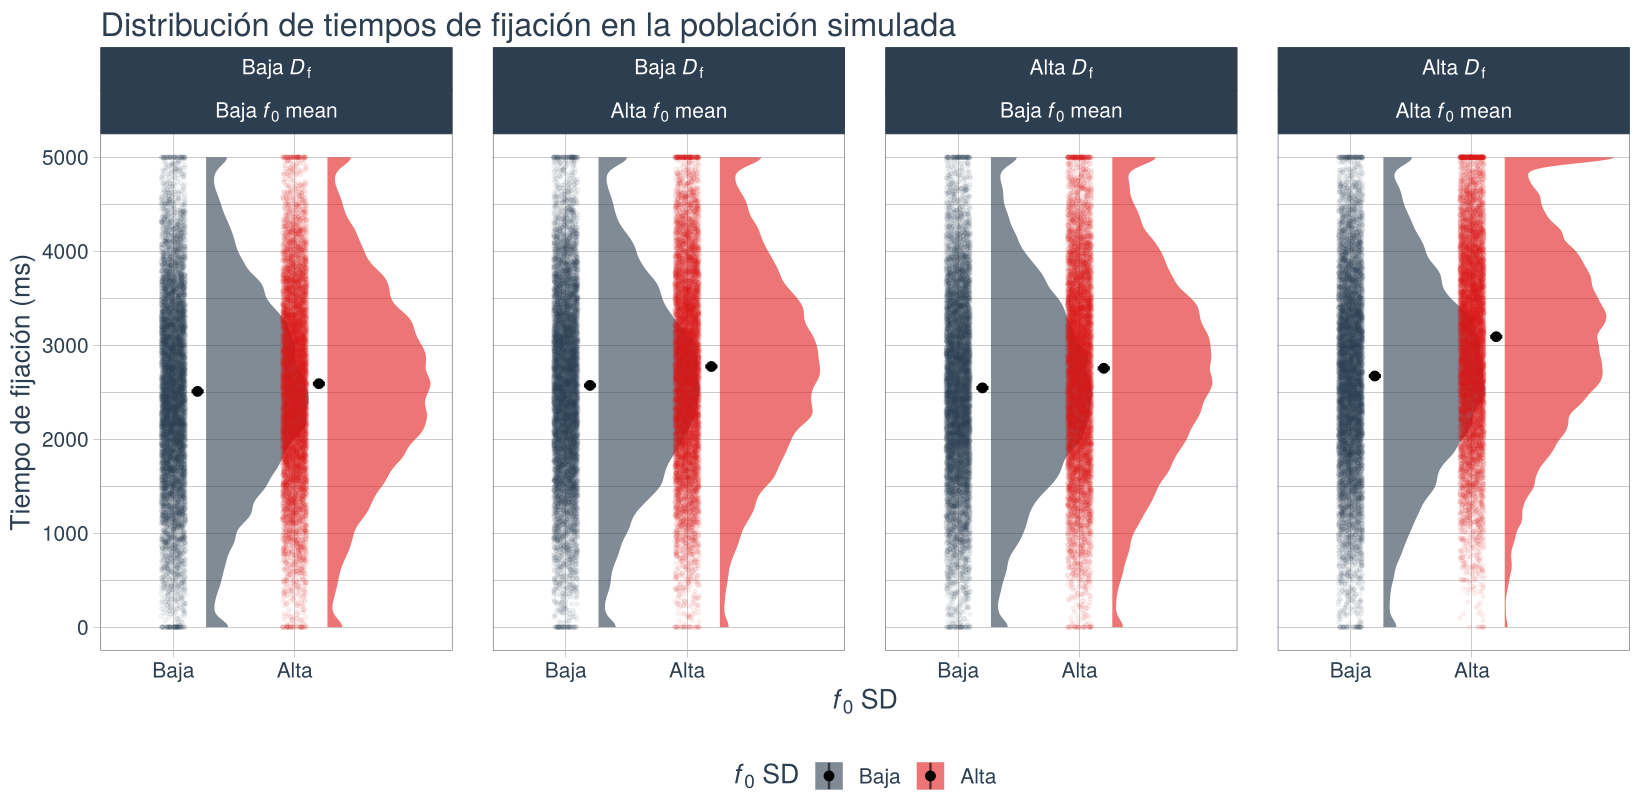 Distribución de tiempos de fijación en la población simulada
Baja Df
Baja f0 mean
Baja Df
Alta f0 mean
Alta Df
Baja f0 mean
Alta Df
Alta f0 mean
Tiempo de fijación (ms)
5000
4000
3000
2000
1000
0
Baja Alta
Baja Alta
Baja Alta
Baja Alta
f0 SD
f0 SD Baja Alta